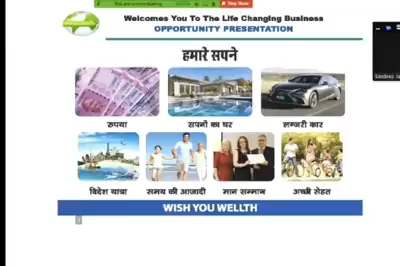 Welcomes You To The Life Changing Business
OPPORTUNITY PRESENTATION
हमारे सपने
रुपया
सपनों का घर
लग्जरी कार
विदेश यात्रा
समय की आजादी
मान सम्मान
अच्छी सेहत
WISH YOU WELLTH